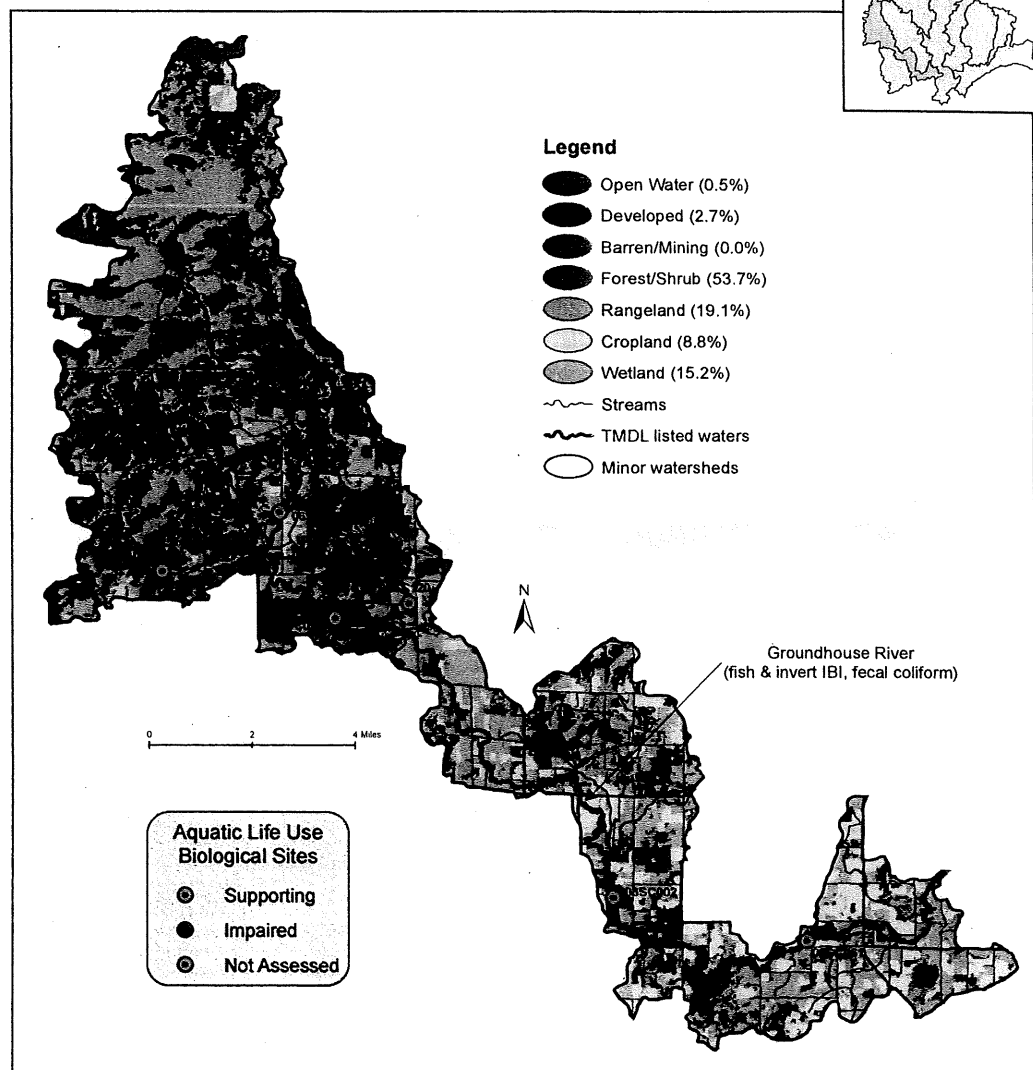 Legend
Open Water (0.5%)
Developed (2.7%)
Barren/Mining (0.0%)
Forest/Shrub (53.7%)
Rangeland (19.1%)
Cropland (8.8%)
Wetland (15.2%)
Streams
TMDL listed waters
Minor watersheds
N
Groundhouse River
(fish & invert IBI, fecal coliform)
0 2 4 Miles
Aquatic Life Use
Biological Sites
Supporting
Impaired
Not Assessed